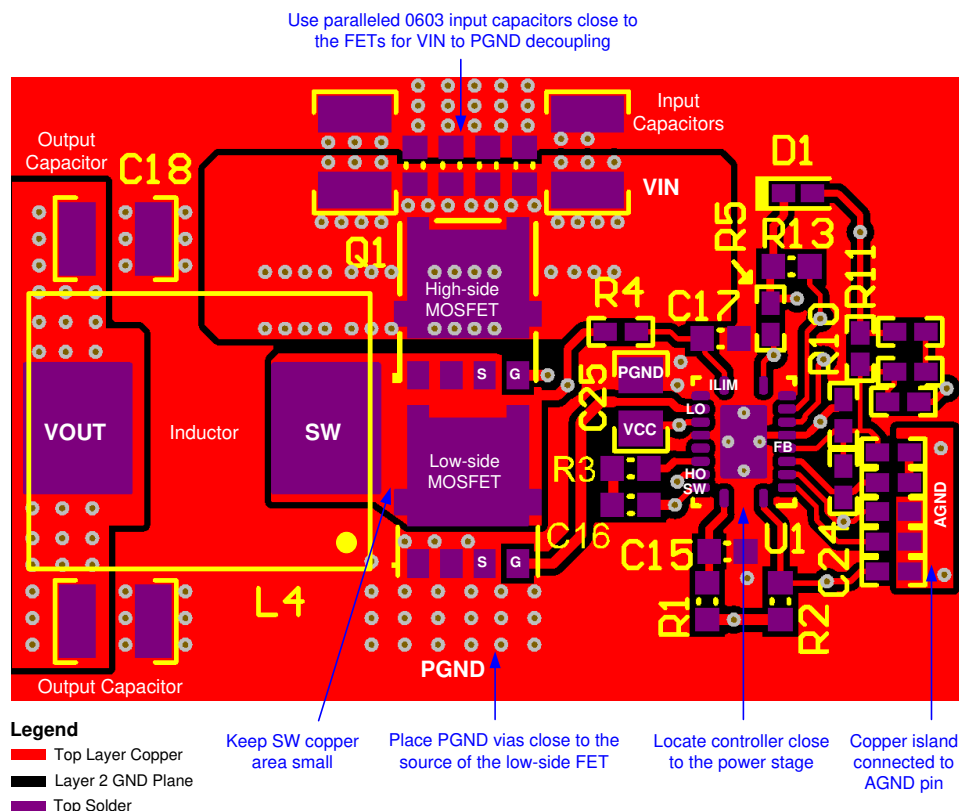 Use paralleled 0603 input capacitors close to
the FETs for VIN to PGND decoupling
Output
Capacitor
C18
Input
Capacitors
VIN
D1
R5
R13
R11
Q1
High-side
MOSFET
R4
C17
R10
S
G
C25
PGND
ILIM
LO
VCC
FB
HO
SW
VOUT
Inductor
SW
Low-side
MOSFET
R3
AGND
C16
S
G
C15
U1
C24
L4
R1
R2
PGND
Output Capacitor
Legend
Top Layer Copper
Layer 2 GND Plane
Top Solder
Keep SW copper
area small
Place PGND vias close to the
source of the low-side FET
Locate controller close
to the power stage
Copper island
connected to
AGND pin